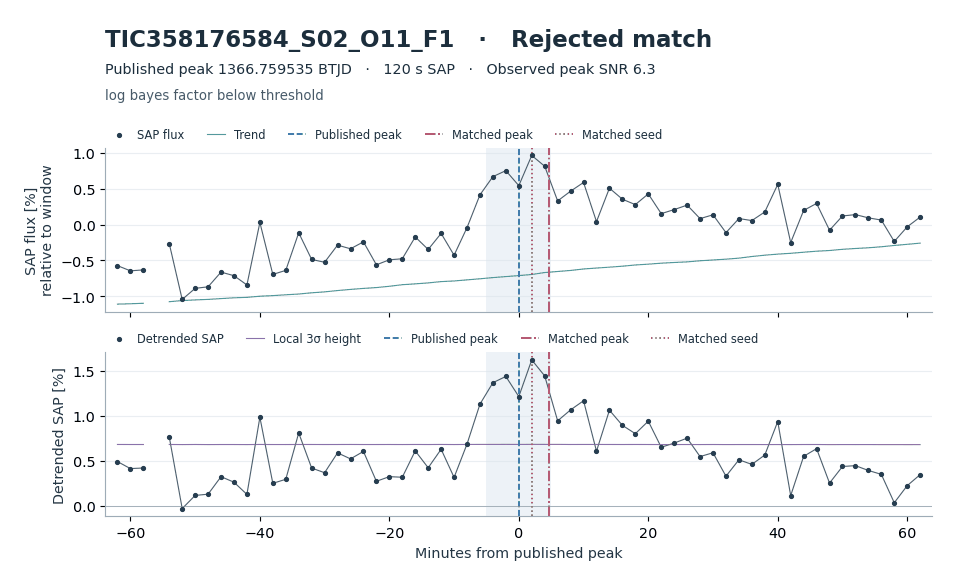 TIC358176584_S02_O11_F1 · Rejected match
Published peak 1366.759535 BTJD · 120 s SAP · Observed peak SNR 6.3
log bayes factor below threshold
SAP flux Trend Published peak Matched peak Matched seed
SAP flux [%]
relative to window
1.0
0.5
0.0
−0.5
−1.0
Detrended SAP Local 3σ height Published peak Matched peak Matched seed
Detrended SAP [%]
1.5
1.0
0.5
0.0
−60 −40 −20 0 20 40 60
Minutes from published peak